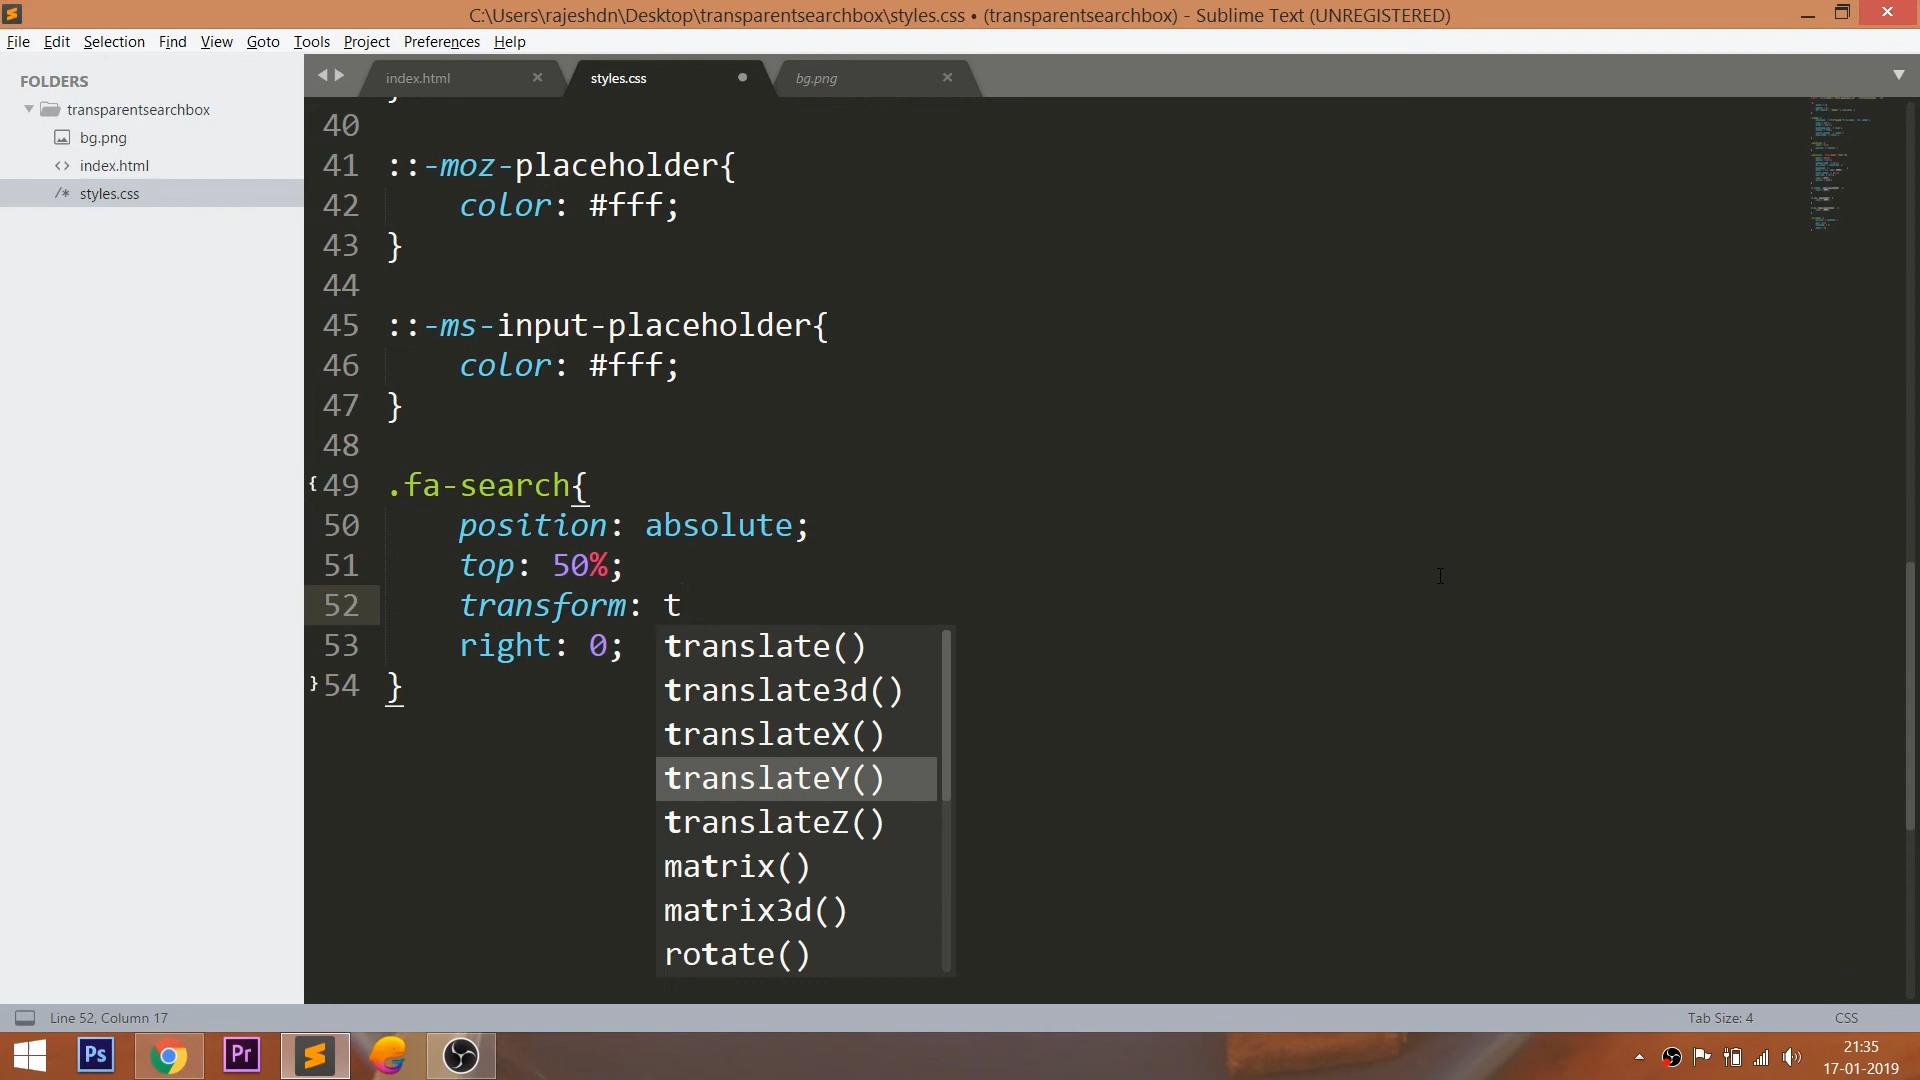 C:\Users\rajeshdn\Desktop\transparentsearchbox\styles.css • (transparentsearchbox) - Sublime Text (UNREGISTERED)
File Edit Selection Find View Goto Tools Project Preferences Help
FOLDERS
transparentsearchbox
bg.png
<> index.html
/* styles.css
index.html
styles.css
bg.png
}
40
41 ::-moz-placeholder{
42 color: #fff;
43 }
44
45 ::-ms-input-placeholder{
46 color: #fff;
47 }
48
49 .fa-search{
50 position: absolute;
51 top: 50%;
52 transform: t
53 right: 0;
54 }
translate()
translate3d()
translateX()
translateY()
translateZ()
matrix()
matrix3d()
rotate()
Line 52, Column 17
Tab Size: 4
CSS
Ps
Pr
21:35
17-01-2019